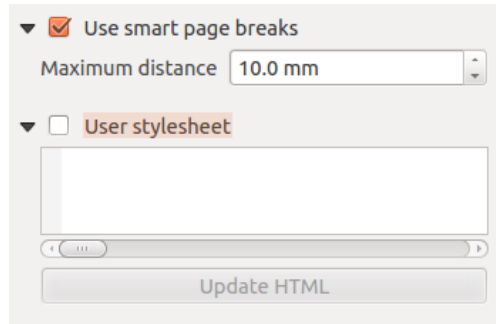 Use smart page breaks
Maximum distance 10.0 mm
User stylesheet
Update HTML